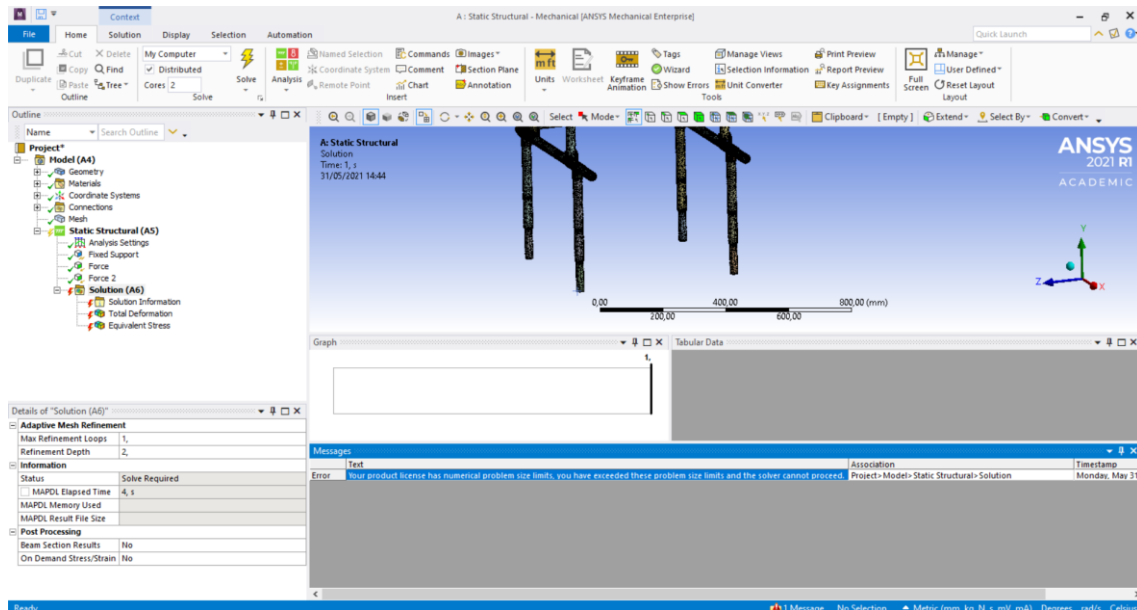 Context
A : Static Structural - Mechanical [ANSYS Mechanical Enterprise]
File Home Solution Display Selection Automation
Quick Launch
Cut Delete My Computer
Named Selection Commands Images Tags Manage Views Print Preview Manage
Copy Find Distributed
Coordinate System Comment Section Plane Wizard Selection Information Report Preview User Defined
Duplicate Paste Tree Cores 2 Solve Analysis
Remote Point Chart Annotation Units Worksheet Keyframe Animation Show Errors Unit Converter Key Assignments Full Screen Reset Layout
Outline Solve Insert Tools Layout
Outline
Select Mode Clipboard [ Empty ] Extend Select By Convert
Name Search Outline
Project*
Model (A4)
Geometry
Materials
Coordinate Systems
Connections
Mesh
Static Structural (A5)
Analysis Settings
Fixed Support
Force
Force 2
Solution (A6)
Solution Information
Total Deformation
Equivalent Stress
A: Static Structural
Solution
Time: 1, s
31/05/2021 14:44
ANSYS
2021 R1
ACADEMIC
Y
Z X
0,00 400,00 800,00 (mm)
200,00 600,00
Graph
1,
Tabular Data
Details of "Solution (A6)"
Adaptive Mesh Refinement
Max Refinement Loops 1,
Refinement Depth 2,
Information
Status Solve Required
MAPDL Elapsed Time 4, s
MAPDL Memory Used
MAPDL Result File Size
Post Processing
Beam Section Results No
On Demand Stress/Strain No
Messages
Text Association Timestamp
Error Your product license has numerical problem size limits, you have exceeded these problem size limits and the solver cannot proceed. Project>Model>Static Structural>Solution Monday, May 31
Ready 1 Message No Selection Metric (mm, kg, N, s, mV, mA) Degrees rad/s Celsius